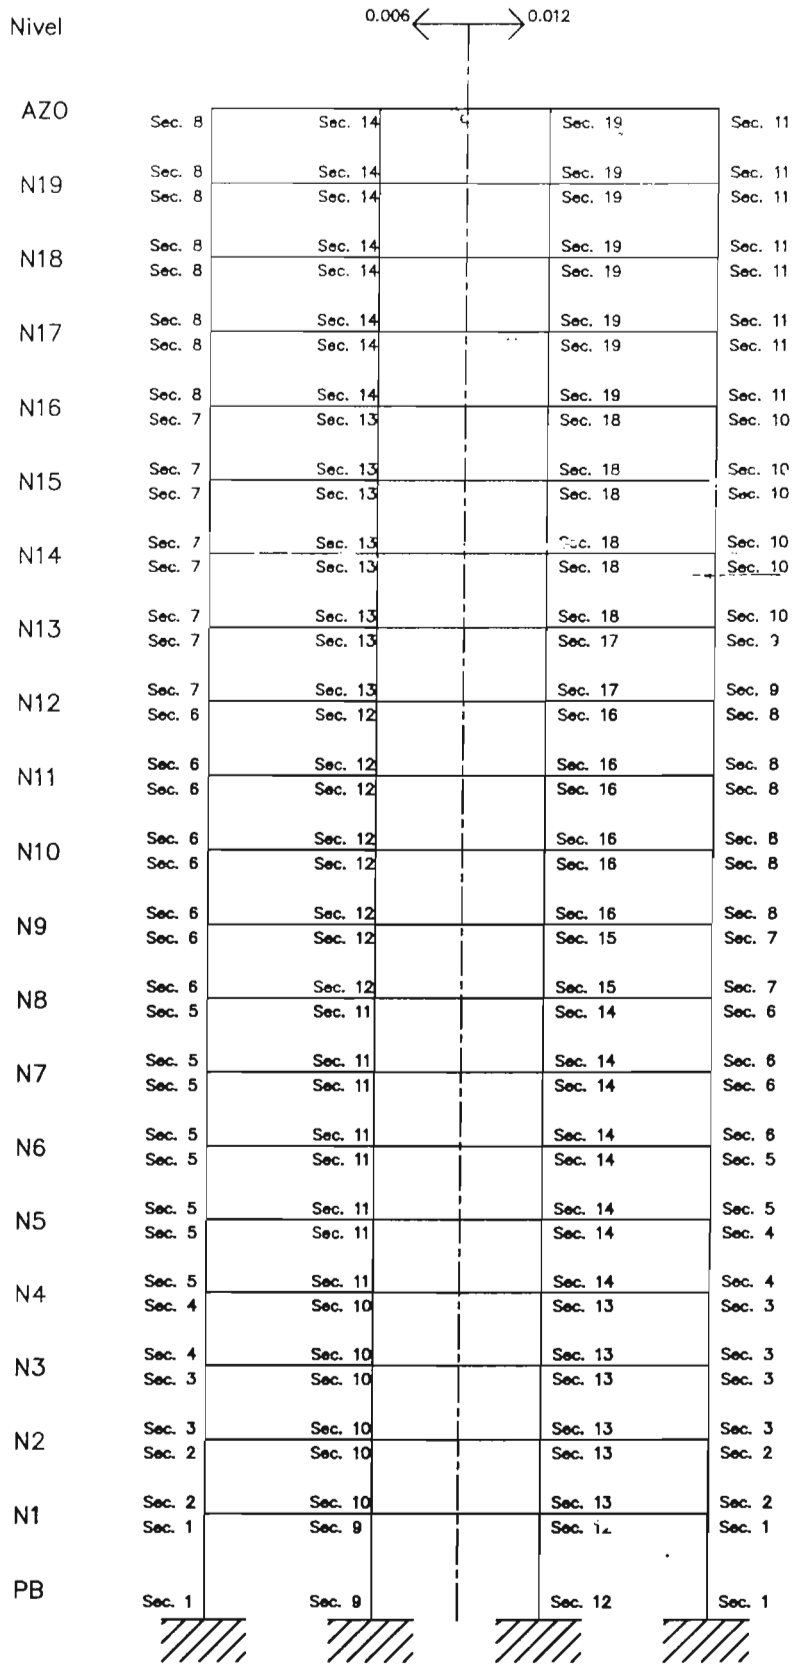 Nivel 0.006 0.012
AZO
Sec. 8 Sec. 14 Sec. 19 Sec. 11
Sec. 8 Sec. 14 Sec. 19 Sec. 11
N19
Sec. 8 Sec. 14 Sec. 19 Sec. 11
Sec. 8 Sec. 14 Sec. 19 Sec. 11
N18
Sec. 8 Sec. 14 Sec. 19 Sec. 11
Sec. 8 Sec. 14 Sec. 19 Sec. 11
N17
Sec. 8 Sec. 14 Sec. 19 Sec. 11
Sec. 8 Sec. 14 Sec. 19 Sec. 11
N16
Sec. 7 Sec. 13 Sec. 18 Sec. 10
Sec. 7 Sec. 13 Sec. 18 Sec. 10
N15
Sec. 7 Sec. 13 Sec. 18 Sec. 10
Sec. 7 Sec. 13 Sec. 18 Sec. 10
N14
Sec. 7 Sec. 13 Sec. 18 Sec. 10
Sec. 7 Sec. 13 Sec. 18 Sec. 10
N13
Sec. 7 Sec. 13 Sec. 17 Sec.
Sec. 7 Sec. 13 Sec. 17 Sec. 9
N12
Sec. 6 Sec. 12 Sec. 16 Sec. 8
Sec. 6 Sec. 12 Sec. 16 Sec. 8
N11
Sec. 6 Sec. 12 Sec. 16 Sec. 8
Sec. 6 Sec. 12 Sec. 16 Sec. 8
N10
Sec. 6 Sec. 12 Sec. 16 Sec. 8
Sec. 6 Sec. 12 Sec. 16 Sec. 8
N9
Sec. 6 Sec. 12 Sec. 15 Sec. 7
Sec. 6 Sec. 12 Sec. 15 Sec. 7
N8
Sec. 5 Sec. 11 Sec. 14 Sec. 6
Sec. 5 Sec. 11 Sec. 14 Sec. 6
N7
Sec. 5 Sec. 11 Sec. 14 Sec. 6
Sec. 5 Sec. 11 Sec. 14 Sec. 6
N6
Sec. 5 Sec. 11 Sec. 14 Sec. 5
Sec. 5 Sec. 11 Sec. 14 Sec. 5
N5
Sec. 5 Sec. 11 Sec. 14 Sec. 4
Sec. 5 Sec. 11 Sec. 14 Sec. 4
N4
Sec. 4 Sec. 10 Sec. 13 Sec. 3
Sec. 4 Sec. 10 Sec. 13 Sec. 3
N3
Sec. 3 Sec. 10 Sec. 13 Sec. 3
Sec. 3 Sec. 10 Sec. 13 Sec. 3
N2
Sec. 2 Sec. 10 Sec. 13 Sec. 2
Sec. 2 Sec. 10 Sec. 13 Sec. 2
N1
Sec. 1 Sec. 9 Sec. Sec. 1
PB
Sec. 1 Sec. 9 Sec. 12 Sec. 1